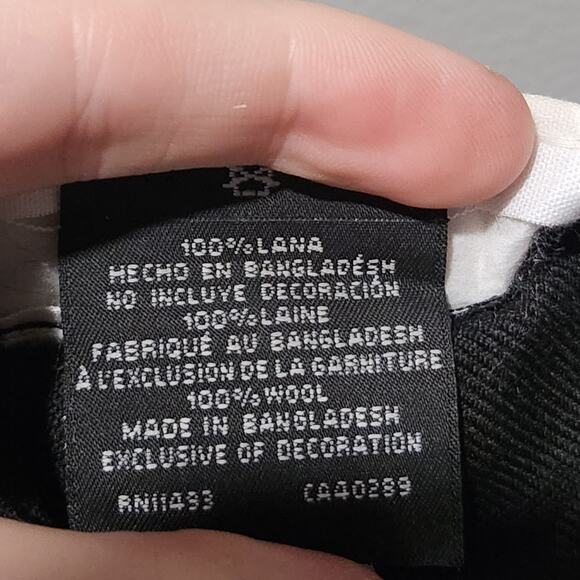 100% LANA
HECHO EN BANGLADÉSH
NO INCLUYE DECORACIÓN
100% LAINE
FABRIQUÉ AU BANGLADESH
À L'EXCLUSION DE LA GARNITURE
100% WOOL
MADE IN BANGLADESH
EXCLUSIVE OF DECORATION
RN11493 CA40289